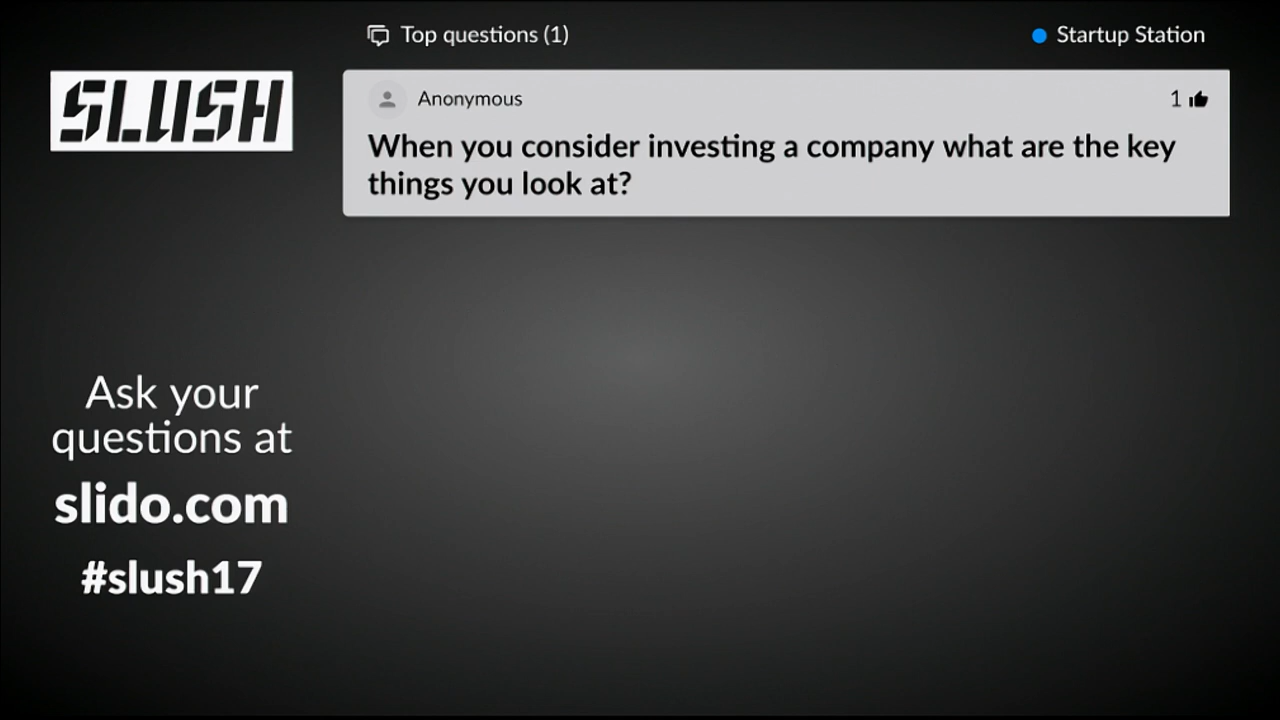 Top questions (1)
Startup Station
SLUSH
Anonymous
1
When you consider investing a company what are the key
things you look at?
Ask your
questions at
slido.com
#slush17